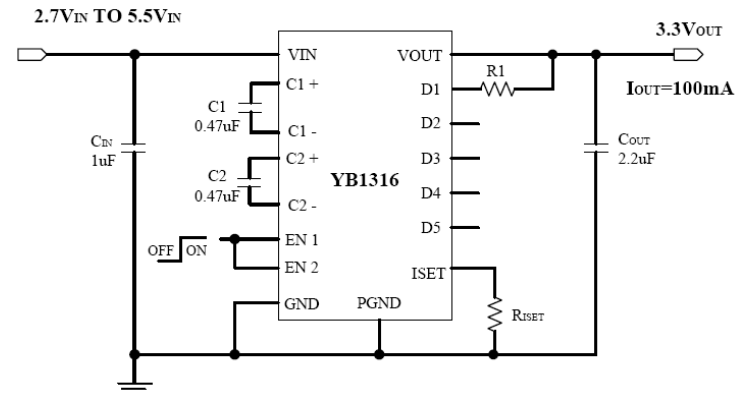 2.7VIN TO 5.5VIN
3.3VOUT
IOUT=100mA
VIN
VOUT
C1 +
D1
R1
C1
0.47uF
C1 -
D2
CIN
1uF
C2 +
D3
COUT
2.2uF
C2
0.47uF
YB1316
D4
C2 -
D5
OFF
ON
EN 1
EN 2
ISET
GND
PGND
RISET